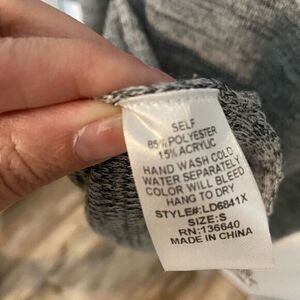 SELF
85% POLYESTER
15% ACRYLIC
HAND WASH COLD
WATER SEPARATELY
COLOR WILL BLEED
HANG TO DRY
STYLE#:LD6841X
SIZE:S
RN:136640
MADE IN CHINA